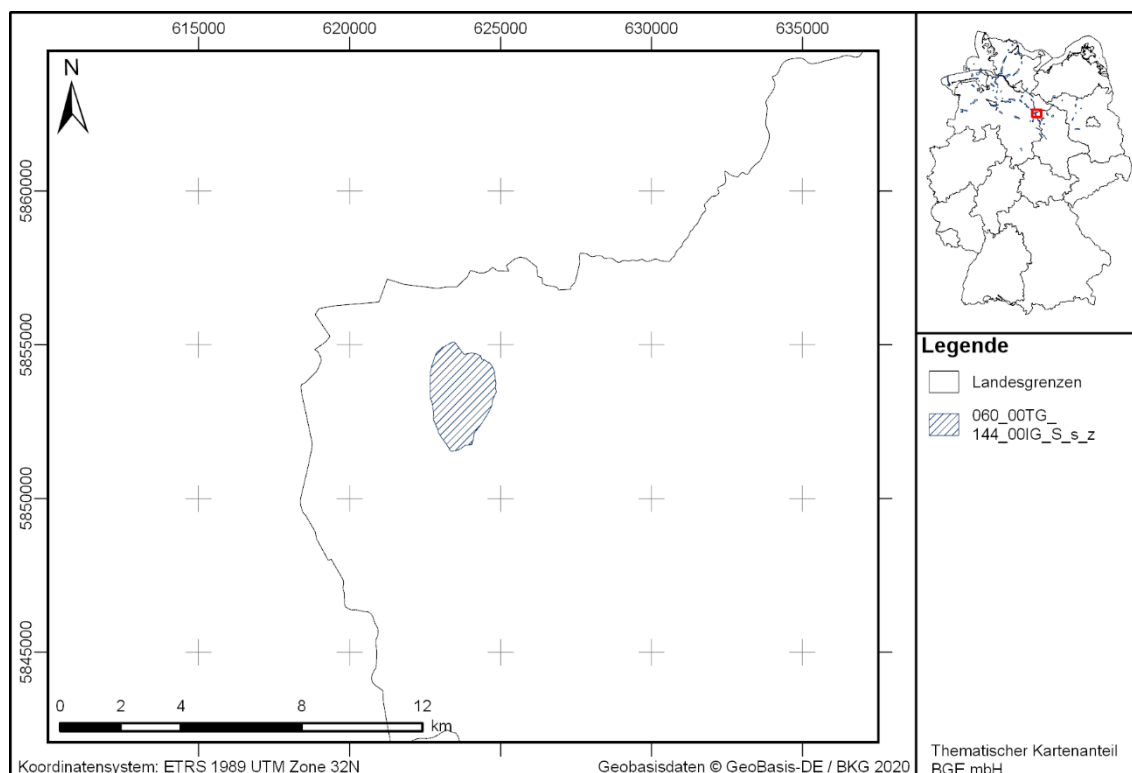 615000 620000 625000 630000 635000
N
5860000
5855000
5850000
5845000
0 2 4 8 12
km
Koordinatensystem: ETRS 1989 UTM Zone 32N
Geobasisdaten © GeoBasis-DE / BKG 2020
Legende
Landesgrenzen
060_00TG_
144_00IG_S_s_z
Thematischer Kartenanteil
BGE mbH